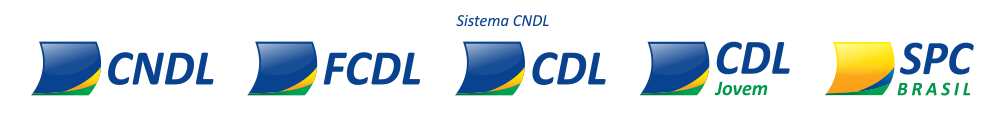 Sistema CNDL
CNDL
FCDL
CDL
CDL
Jovem
SPC
BRASIL